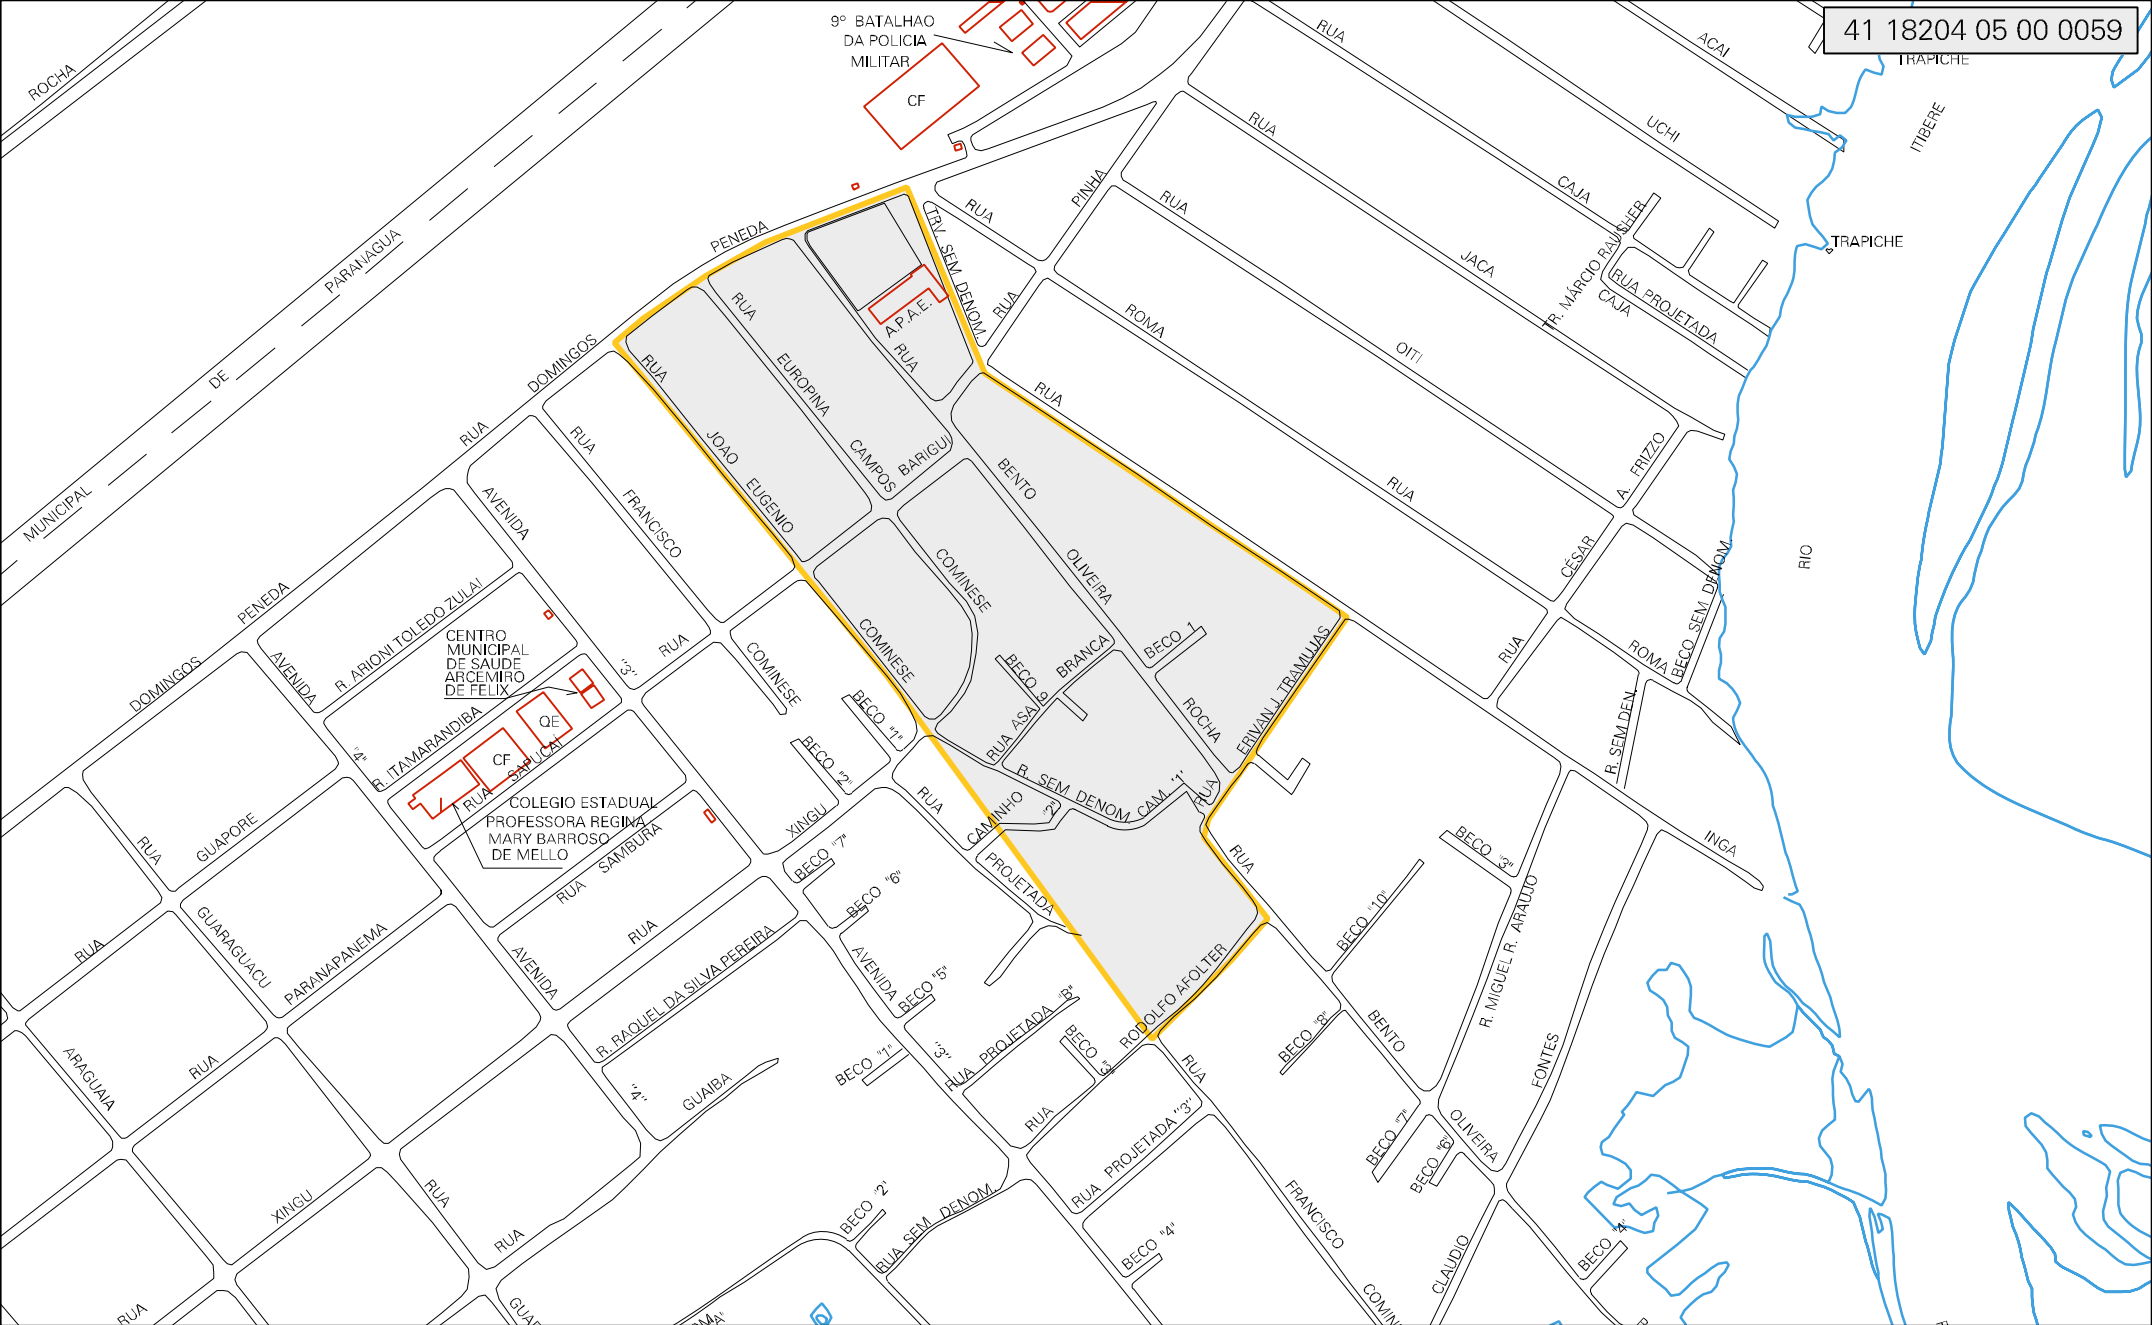 41 18204 05 00 0059
9º BATALHAO
DA POLICIA
MILITAR
CF
ROCHA
RUA
ACAI
TRAPICHE
ITIBERE
UCHI
RUA
CAJA
PINHA
RUA
RUA
TR. MÁRCIO RAUSHER
TRAPICHE
JACA
RUA PROJETADA
CAJA
PENEDA
TRV. SEM DENOM.
PARANAGUA
DE
MUNICIPAL
RUA
A.P.A.E.
RUA
ROMA
OITI
DOMINGOS
RUA
RUA
EUROPINA
CAMPOS
RUA
RUA
RUA
JOAO
EUGENIO
BARIGUI
BENTO
RUA
A. FRIZZO
AVENIDA
FRANCISCO
COMINESE
OLIVEIRA
CÉSAR
RIO
BECO SEM DENOM.
PENEDA
R. ARIONI TOLEDO ZULAI
CENTRO
MUNICIPAL
DE SAUDE
ARCEMIRO
DE FELIX
DOMINGOS
AVENIDA
"3"
RUA
COMINESE
COMINESE
BECO 9
BRANCA
BECO 1
RUA ASA
ROCHA
ERIVAN J. TRAMUJAS
RUA
ROMA
R. SEM DEN.
"4"
R. ITAMARANDIBA
QE
CF
RUA SAPUCAI
BECO "1"
BECO "2"
R. SEM DENOM.
CAM. "1"
RUA
CAMINHO "2"
COLEGIO ESTADUAL
PROFESSORA REGINA
MARY BARROSO
DE MELLO
RUA
GUAPORE
RUA SAMBURA
XINGU
RUA
PROJETADA
RUA
BECO "3"
INGA
BECO "7"
BECO "6"
BECO "10"
R. MIGUEL R. ARAUJO
RUA
GUARAGUACU
PARANAPANEMA
AVENIDA
RUA
R. RAQUEL DA SILVA PEREIRA
AVENIDA
BECO "5"
RODOLFO AFOLTER
ARAGUAIA
RUA
"4"
GUAIBA
BECO "1"
"3"
RUA PROJETADA "B"
BECO "3"
RUA
BECO "8"
BENTO
FONTES
RUA
RUA PROJETADA "3"
BECO "7"
BECO "6"
OLIVEIRA
XINGU
RUA
RUA
BECO "2"
RUA SEM DENOM.
BECO "4"
FRANCISCO
CLAUDIO
BECO "4"
RUA